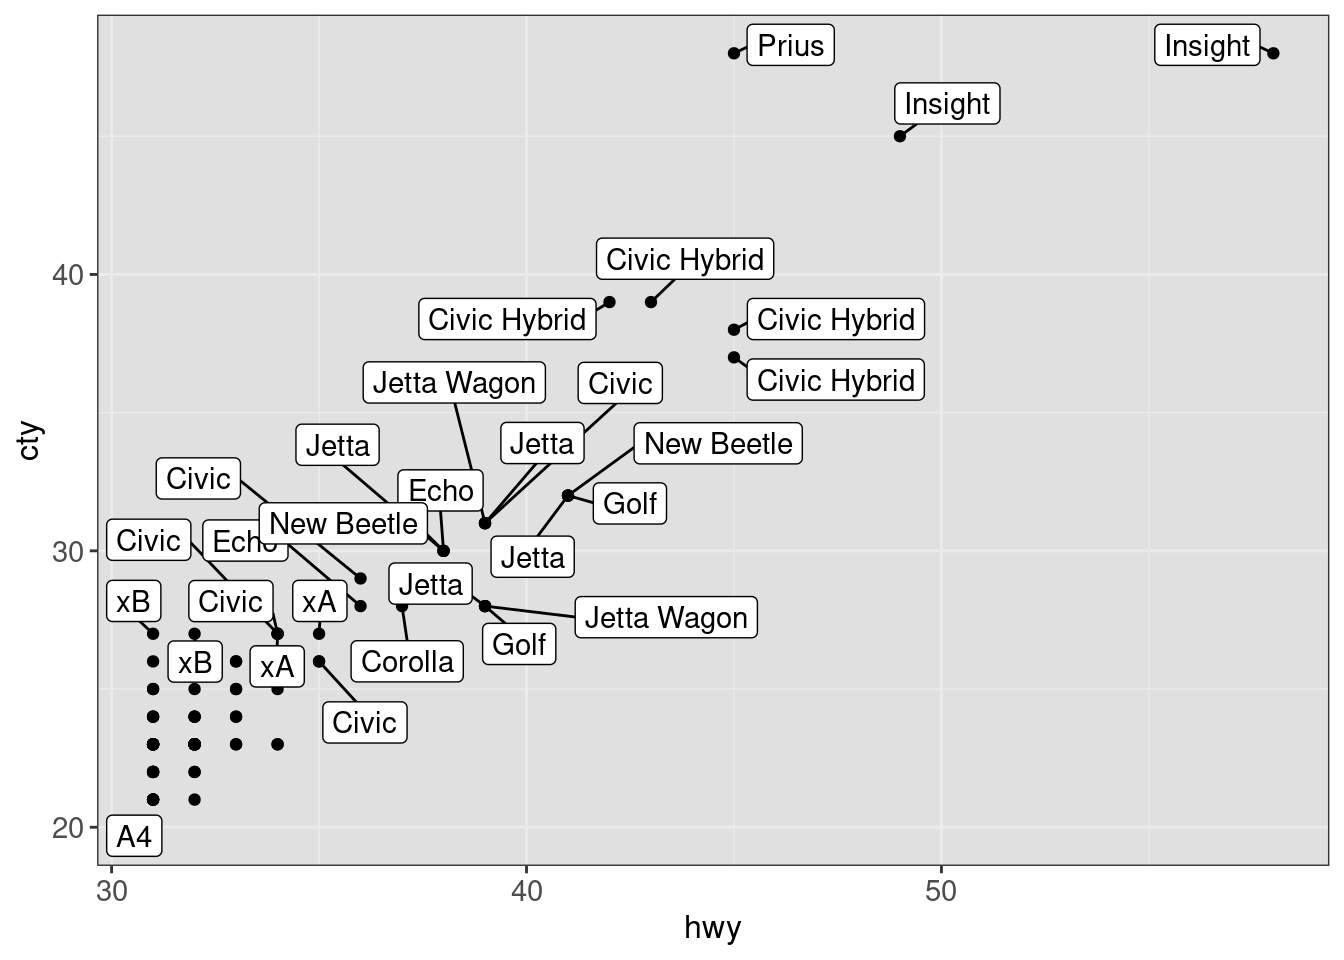 Prius
Insight
Insight
Civic Hybrid
40
Civic Hybrid
Civic Hybrid
Civic Hybrid
Jetta Wagon
Civic
cty
Jetta
Jetta
New Beetle
Civic
Echo
Golf
New Beetle
Civic
Echo
30
Jetta
Jetta
xB
Civic
xA
Jetta Wagon
Golf
xB
xA
Corolla
Civic
A4
20
30
40
50
hwy